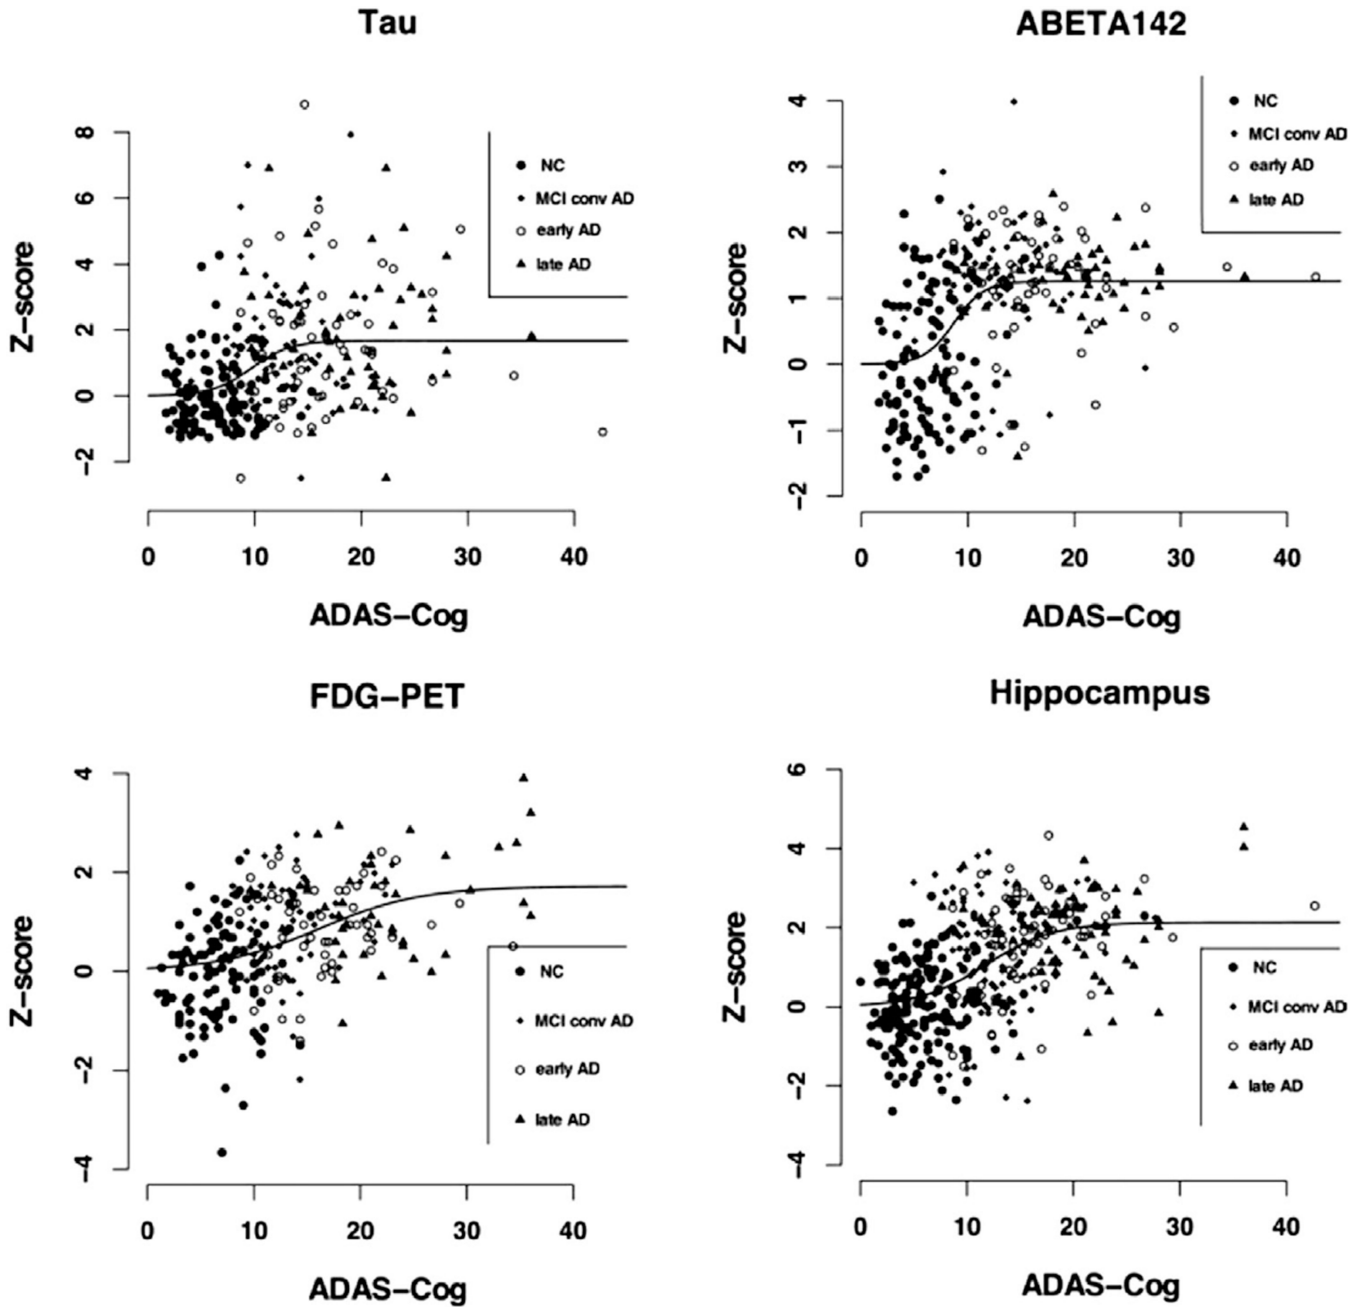 Tau
Z-score
8
6
4
2
0
-2
NC
MCI conv AD
early AD
late AD
0 10 20 30 40
ADAS-Cog
ABETA142
Z-score
4
3
2
1
0
-1
-2
NC
MCI conv AD
early AD
late AD
0 10 20 30 40
ADAS-Cog
FDG-PET
Z-score
4
2
0
-2
-4
NC
MCI conv AD
early AD
late AD
0 10 20 30 40
ADAS-Cog
Hippocampus
Z-score
6
4
2
0
-2
-4
NC
MCI conv AD
early AD
late AD
0 10 20 30 40
ADAS-Cog